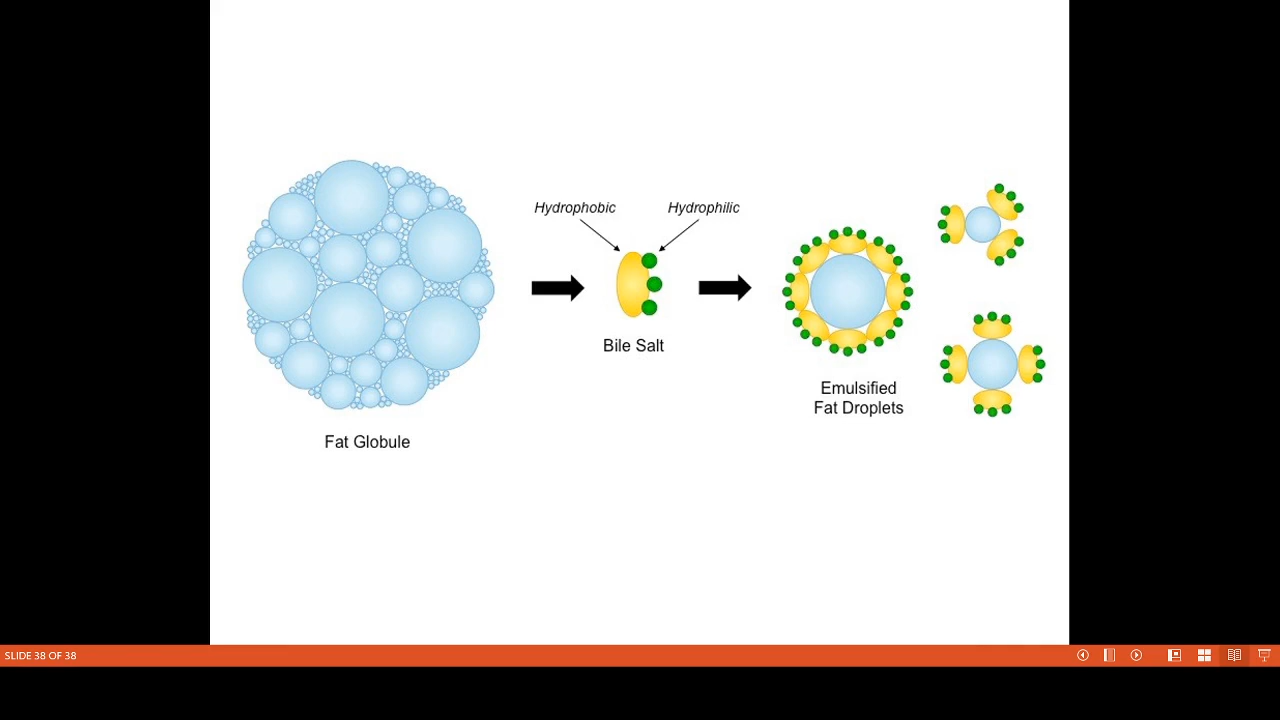 Hydrophobic
Hydrophilic
Bile Salt
Emulsified
Fat Droplets
Fat Globule
SLIDE 38 OF 38